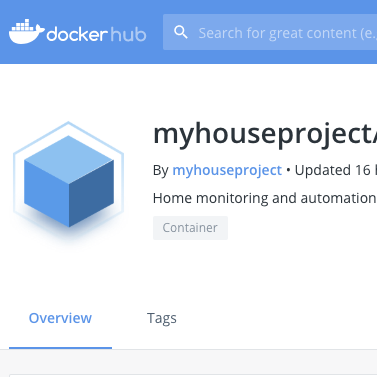 docker hub
Search for great content (e.
myhouseproject/
By myhouseproject • Updated 16 h
Home monitoring and automation
Container
Overview
Tags